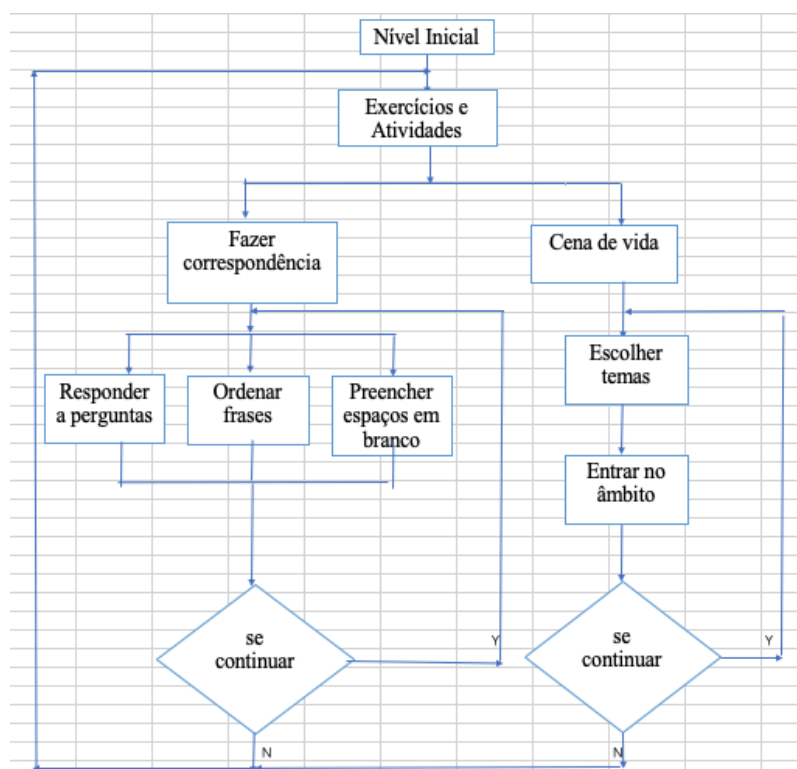 Nível Inicial
Exercícios e
Atividades
Fazer
correspondência
Cena de vida
Responder
a perguntas
Ordenar
frases
Preencher
espaços em
branco
Escolher
temas
Entrar no
âmbito
se
continuar
Y
N
se
continuar
Y
N